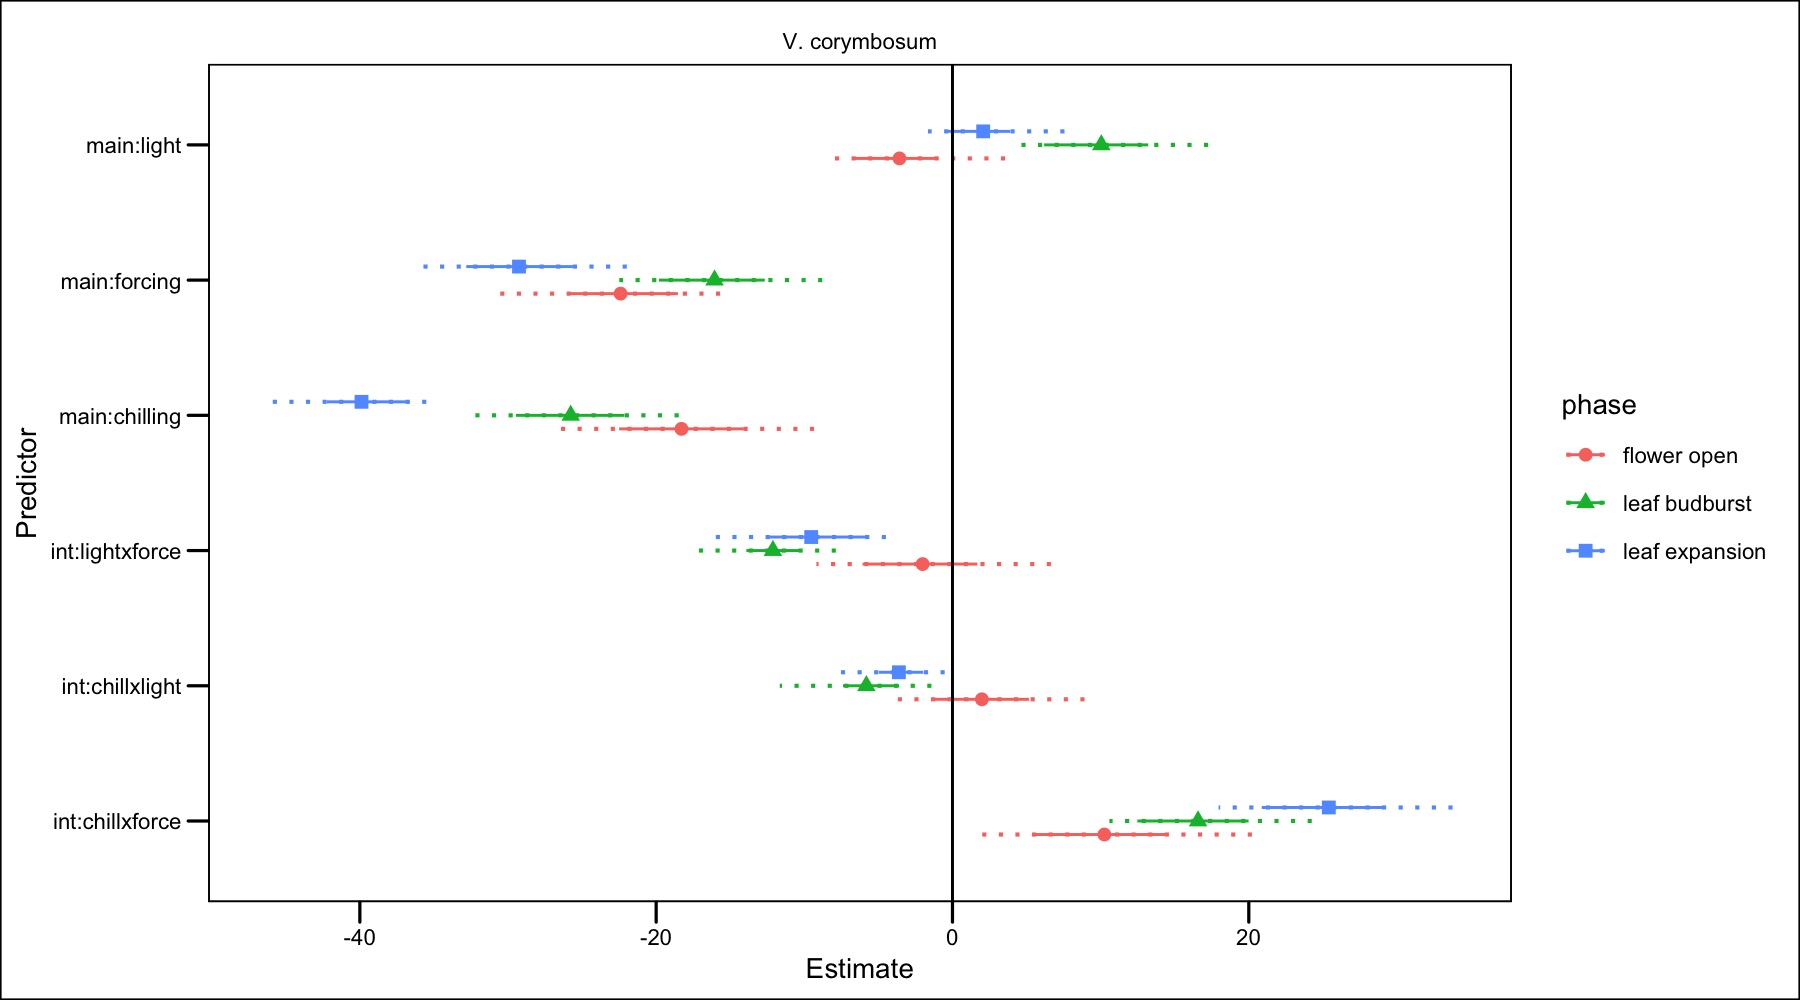 V. corymbosum
main:light
main:forcing
main:chilling
int:lightxforce
int:chillxlight
int:chillxforce
Predictor
-40
-20
0
20
Estimate
phase
flower open
leaf budburst
leaf expansion